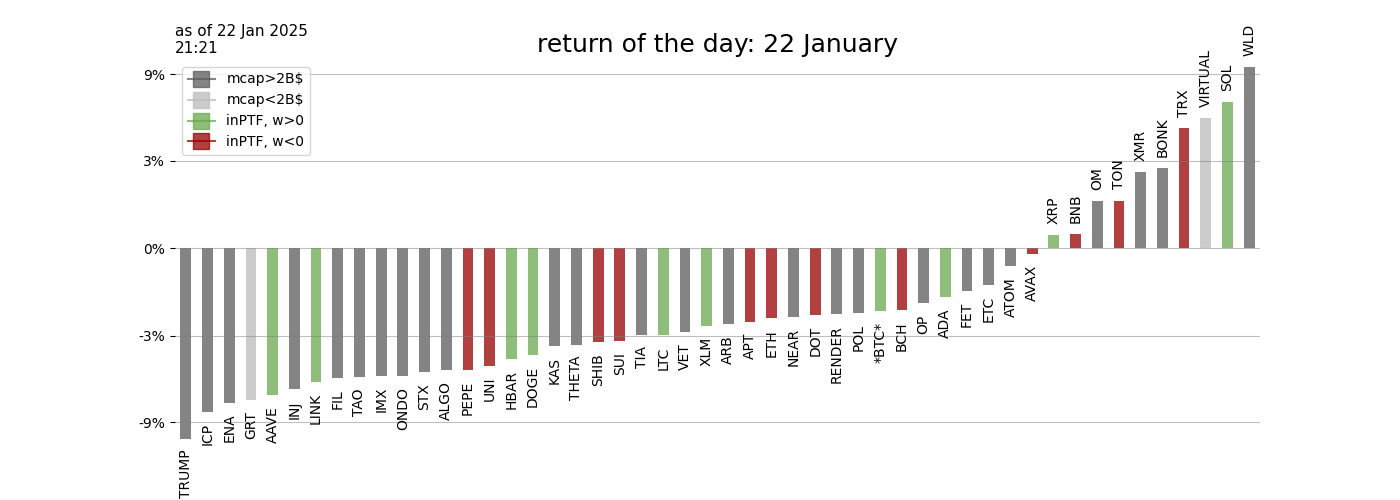 as of 22 Jan 2025
21:21
return of the day: 22 January
mcap>2B$
mcap<2B$
inPTF, w>0
inPTF, w<0
9%
3%
0%
-3%
-9%
TRUMP
ICP
ENA
GRT
AAVE
INJ
LINK
FIL
TAO
IMX
ONDO
STX
ALGO
PEPE
UNI
HBAR
DOGE
KAS
THETA
SHIB
SUI
TIA
LTC
VET
XLM
ARB
APT
ETH
NEAR
DOT
RENDER
POL
*BTC*
BCH
OP
ADA
FET
ETC
ATOM
AVAX
XRP
BNB
OM
TON
XMR
BONK
TRX
VIRTUAL
SOL
WLD